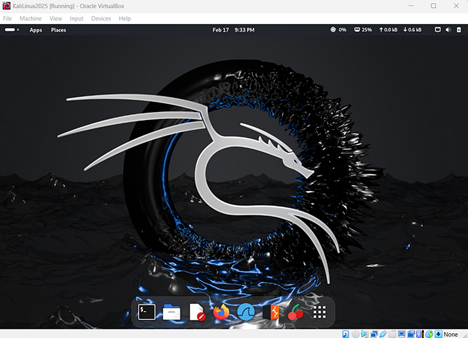 KaliLinux2025 [Running] - Oracle VirtualBox
File Machine View Input Devices Help
Apps Places Feb 17 9:33 PM 0% 25% ↑ 0.0 kB ↓ 0.6 kB
$_
None